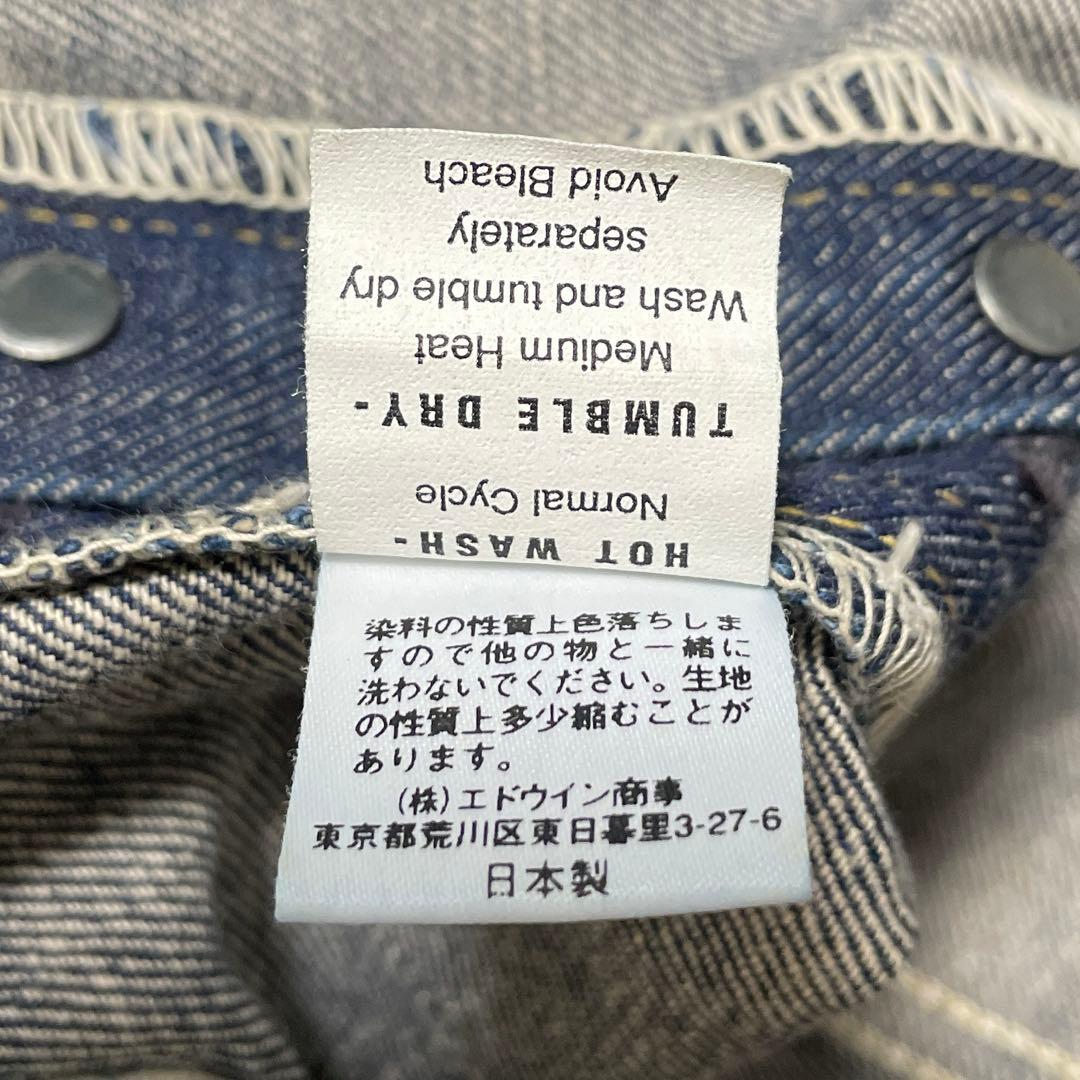 HOT WASH-
Normal Cycle
TUMBLE DRY-
Medium Heat
Wash and tumble dry
separately
Avoid Bleach
染料の性質上色落ちしま
すので他の物と一緒に
洗わないでください。生地
の性質上多少縮むことが
あります。
(株)エドウイン商事
東京都荒川区東日暮里3-27-6
日本製